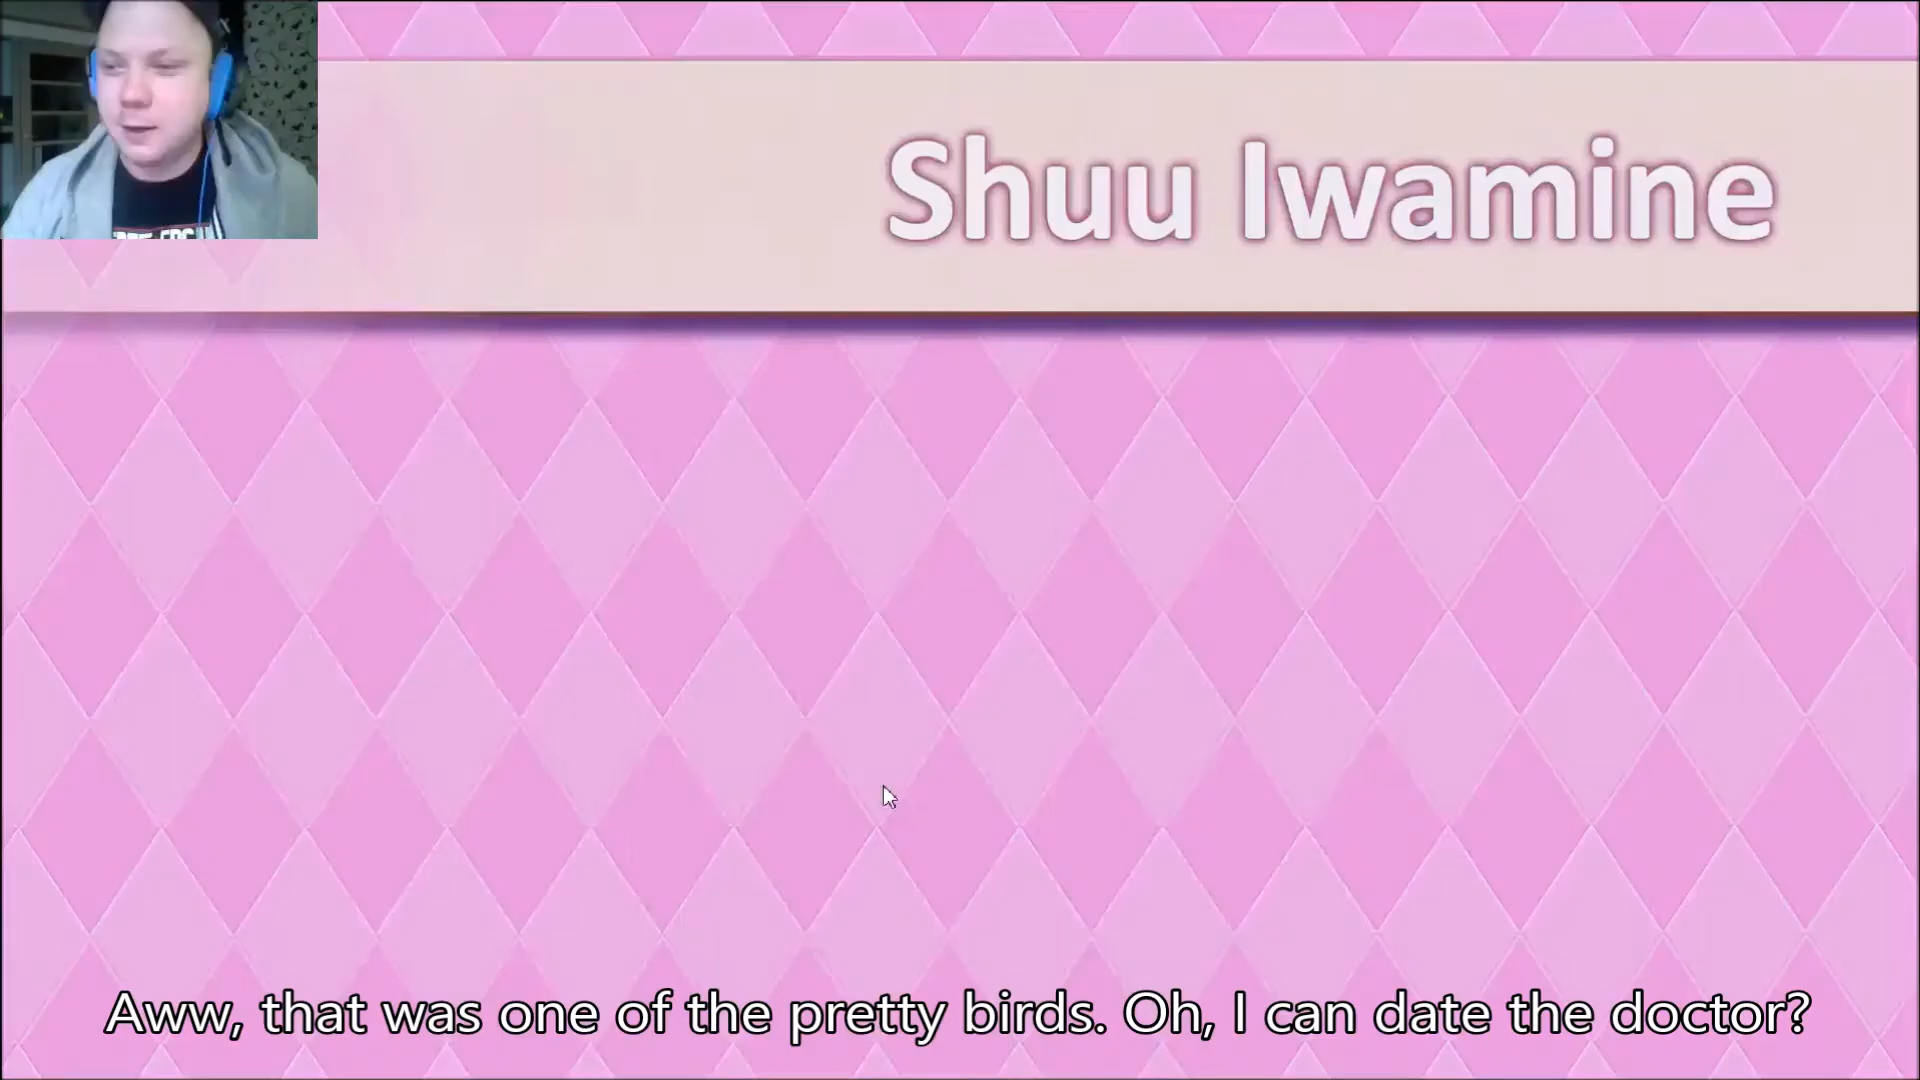 Shuu Iwamine
Aww, that was one of the pretty birds. Oh, I can date the doctor?